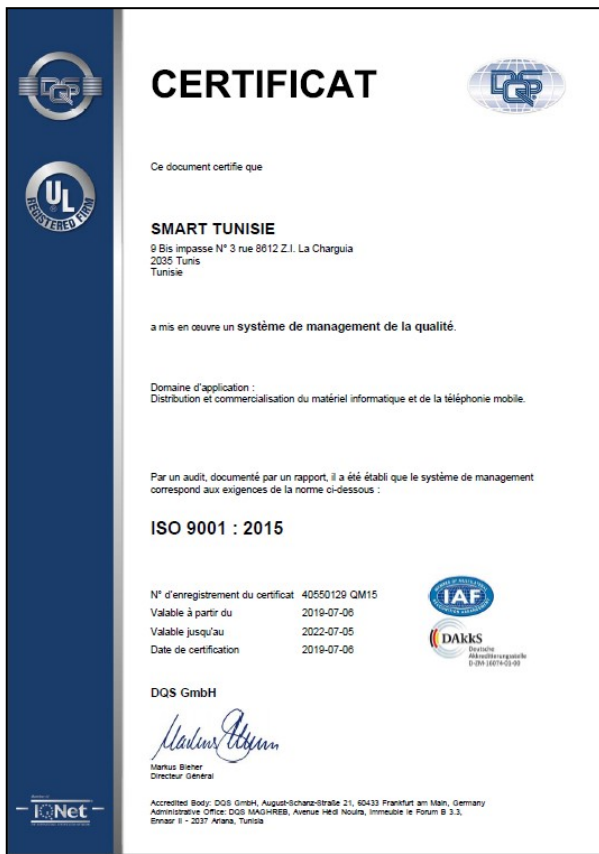 DQS
CERTIFICAT
DQS
UL
®
REGISTERED FIRM
Ce document certifie que
SMART TUNISIE
9 Bis impasse N° 3 rue 8612 Z.I. La Charguia
2035 Tunis
Tunisie
a mis en œuvre un système de management de la qualité.
Domaine d'application :
Distribution et commercialisation du matériel informatique et de la téléphonie mobile.
Par un audit, documenté par un rapport, il a été établi que le système de management
correspond aux exigences de la norme ci-dessous :
ISO 9001 : 2015
N° d'enregistrement du certificat 40550129 QM15
Valable à partir du 2019-07-06
Valable jusqu'au 2022-07-05
Date de certification 2019-07-06
IAF
DAkkS
Deutsche
Akkreditierungsstelle
D-ZM-16074-01-00
DQS GmbH
Markus Bleher
Directeur Général
IQNet
Accredited Body: DQS GmbH, August-Schanz-Straße 21, 60433 Frankfurt am Main, Germany
Administrative Office: DQS MAGHREB, Avenue Hédi Nouira, Immeuble le Forum B 3.3,
Ennasr II - 2037 Ariana, Tunisia